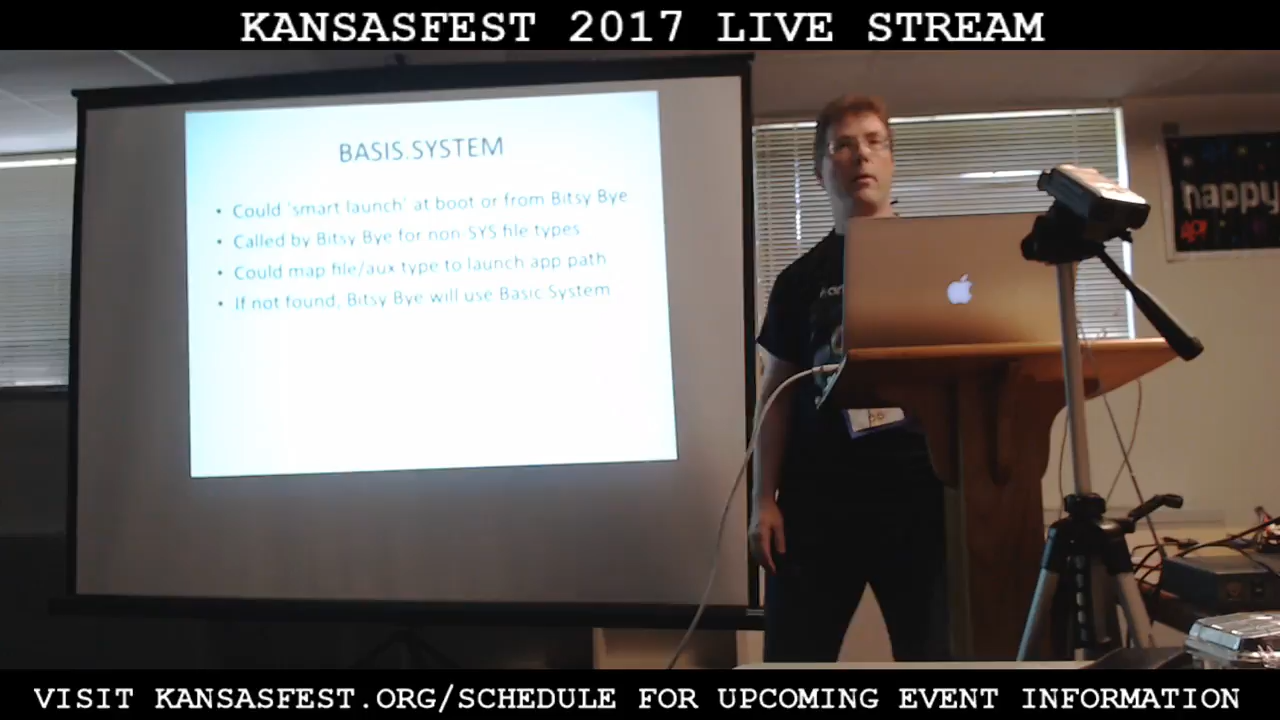 KANSASFEST 2017 LIVE STREAM
BASIS.SYSTEM
• Could 'smart launch' at boot or from Bitsy Bye
• Called by Bitsy Bye for non-SYS file types
• Could map file/aux type to launch app path
• If not found, Bitsy Bye will use Basic System
happy
VISIT KANSASFEST.ORG/SCHEDULE FOR UPCOMING EVENT INFORMATION